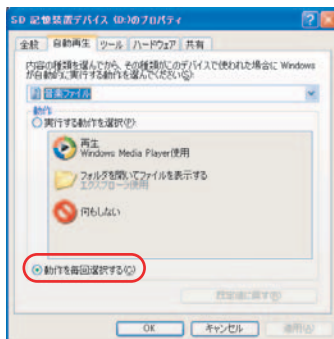 SD 記憶装置デバイス (D:)のプロパティ
全般 自動再生 ツール ハードウェア 共有
内容の種類を選んでから、その種類がこのデバイスで使われた場合に Windows
が自動的に実行する動作を選んでください(S):
音楽ファイル
動作
実行する動作を選択(P):
再生
Windows Media Player使用
フォルダを開いてファイルを表示する
エクスプローラ使用
何もしない
動作を毎回選択する(C)
既定値に戻す(R)
OK キャンセル 適用(A)